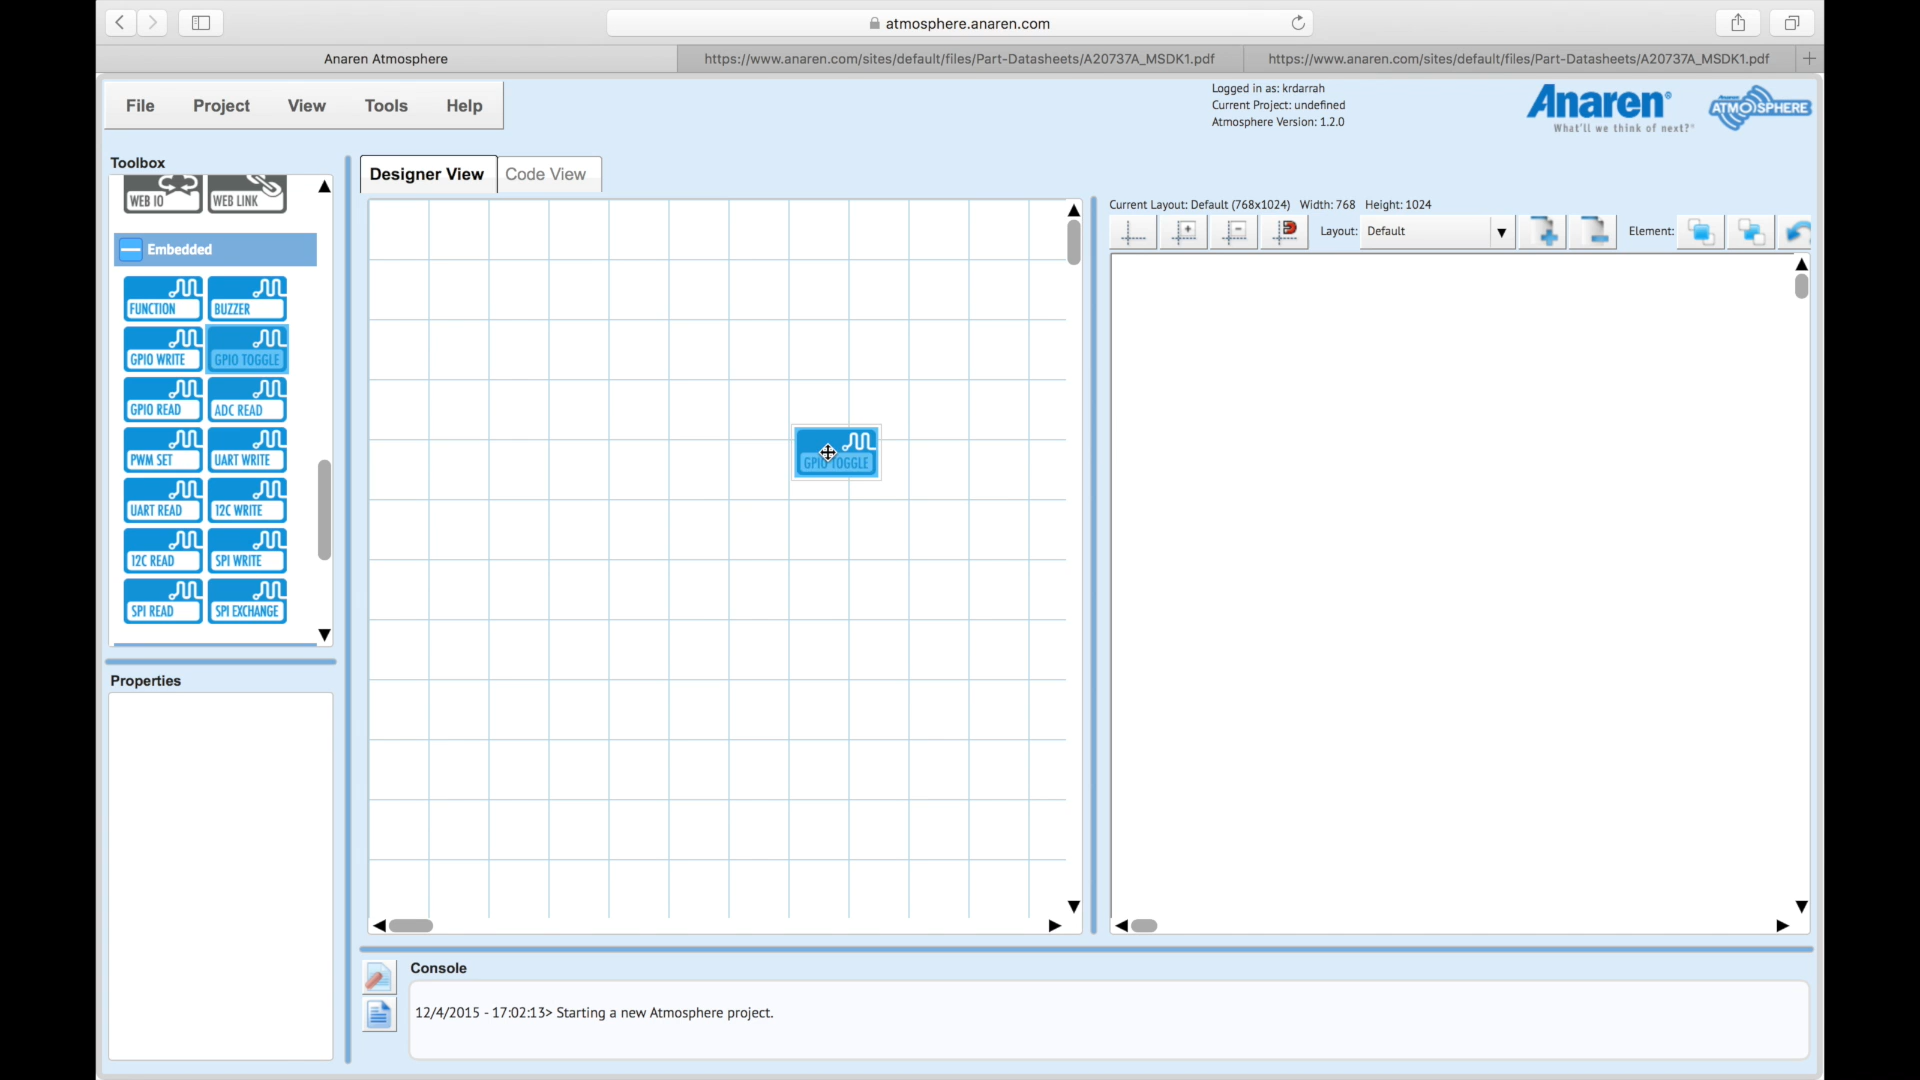 atmosphere.anaren.com
Anaren Atmosphere
https://www.anaren.com/sites/default/files/Part-Datasheets/A20737A_MSDK1.pdf
https://www.anaren.com/sites/default/files/Part-Datasheets/A20737A_MSDK1.pdf
File Project View Tools Help
Logged in as: krdarrah
Current Project: undefined
Atmosphere Version: 1.2.0
Anaren®
What'll we think of next?®
Anaren
ATMOSPHERE
Toolbox
WEB IO WEB LINK
Embedded
FUNCTION BUZZER
GPIO WRITE GPIO TOGGLE
GPIO READ ADC READ
PWM SET UART WRITE
UART READ I2C WRITE
I2C READ SPI WRITE
SPI READ SPI EXCHANGE
Properties
Designer View Code View
GPIO TOGGLE
Current Layout: Default (768x1024) Width: 768 Height: 1024
Layout: Default Element:
Console
12/4/2015 - 17:02:13> Starting a new Atmosphere project.